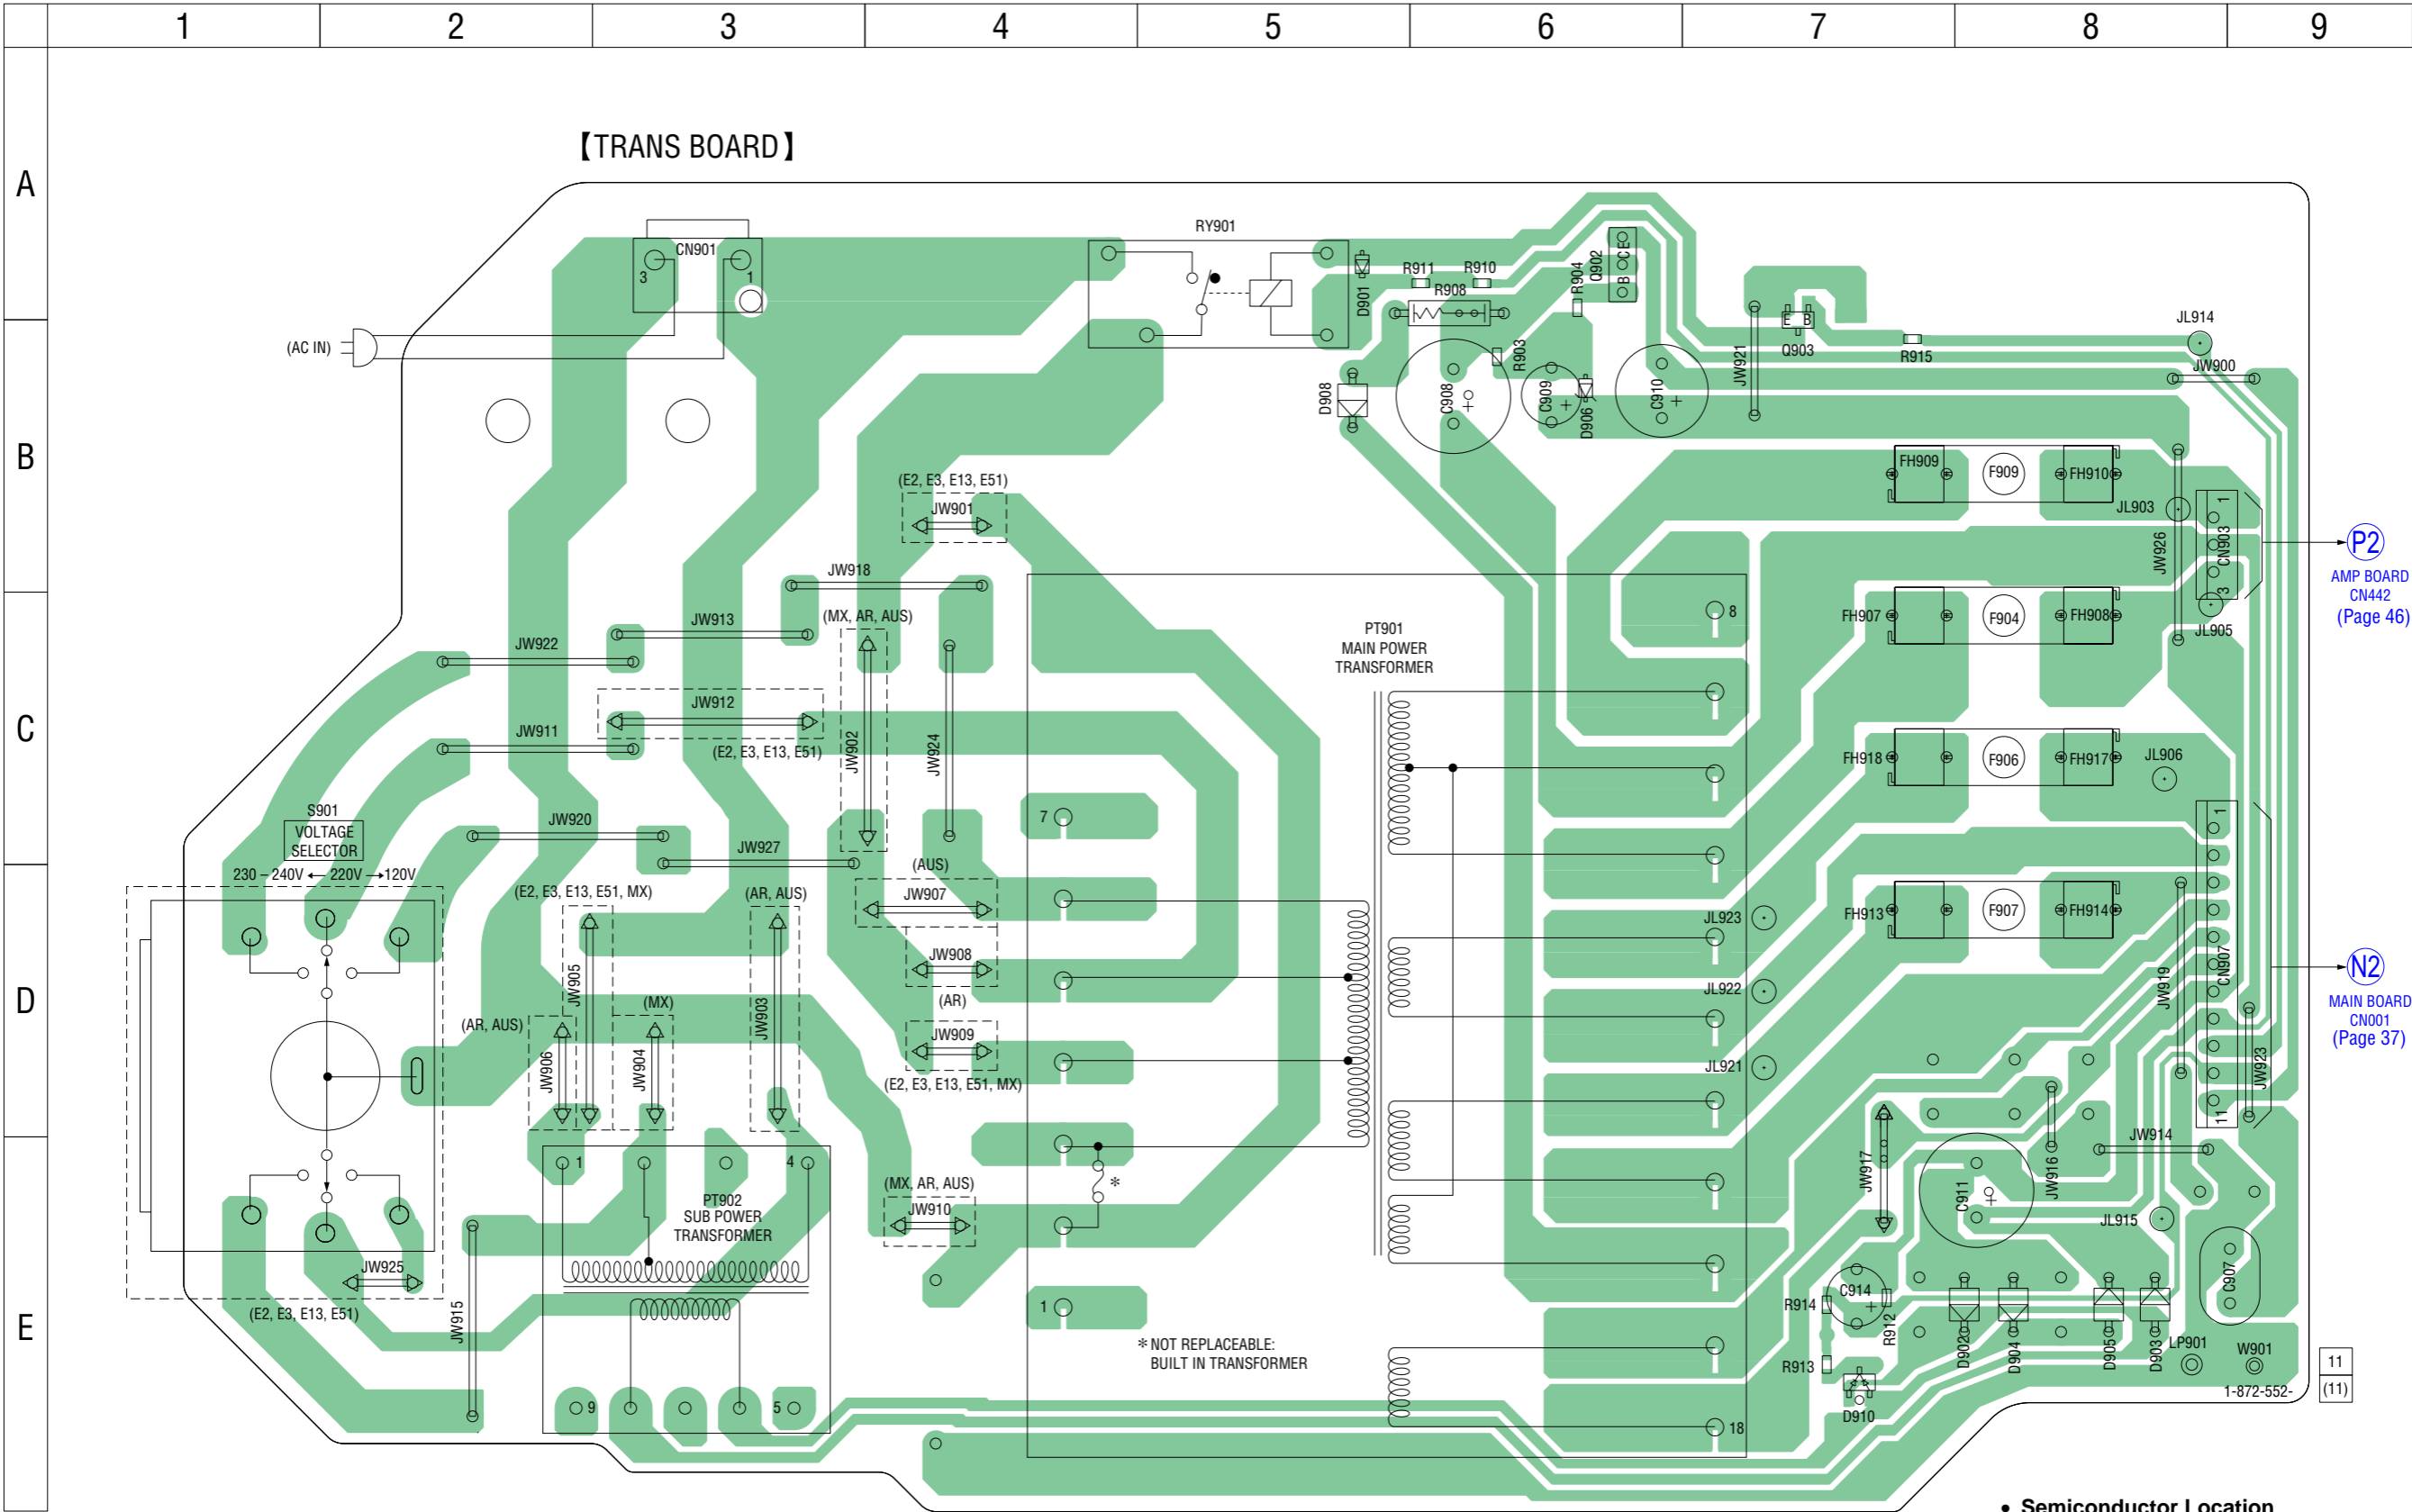 1 2 3 4 5 6 7 8 9
A
B
C
D
E
【TRANS BOARD】
CN901
3
1
(AC IN)
RY901
D901
R911
R910
R908
R904
Q902
B CE
R903
D908
C908
+
C909
+
D906
C910
+
JW921
E B
Q903
R915
JL914
JW900
FH909
F909
FH910
JL903
JW926
1
CN903
3
P2
AMP BOARD
CN442
(Page 46)
(E2, E3, E13, E51)
JW901
JW918
JW913
JW922
(MX, AR, AUS)
JW902
JW912
(E2, E3, E13, E51)
JW911
JW924
PT901
MAIN POWER
TRANSFORMER
8
FH907
F904
FH908
JL905
FH918
F906
FH917
JL906
S901
VOLTAGE
SELECTOR
230 – 240V ← 220V → 120V
JW920
JW927
7
(AUS)
JW907
(E2, E3, E13, E51, MX)
JW905
(AR, AUS)
JW903
JW908
(AR)
(MX)
JW904
(AR, AUS)
JW906
JW909
(E2, E3, E13, E51, MX)
JL923
JL922
JL921
FH913
F907
FH914
1
CN907
11
JW919
JW923
N2
MAIN BOARD
CN001
(Page 37)
JW917
JW916
JW914
C911
+
JL915
C907
1
4
PT902
SUB POWER
TRANSFORMER
9
5
(MX, AR, AUS)
JW910
*
1
* NOT REPLACEABLE:
BUILT IN TRANSFORMER
JW925
(E2, E3, E13, E51)
JW915
18
R914
C914
+
R912
R913
D910
D902
D904
D905
D903
LP901
W901
1-872-552-
11
(11)
• Semiconductor Location